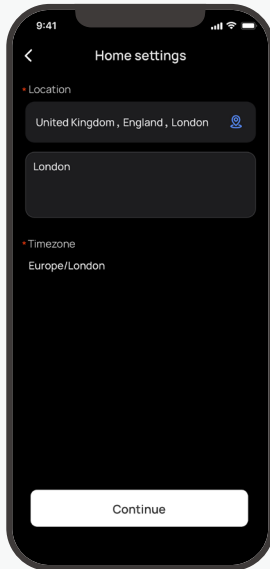 9:41
Home settings
* Location
United Kingdom , England , London
London
* Timezone
Europe/London
Continue